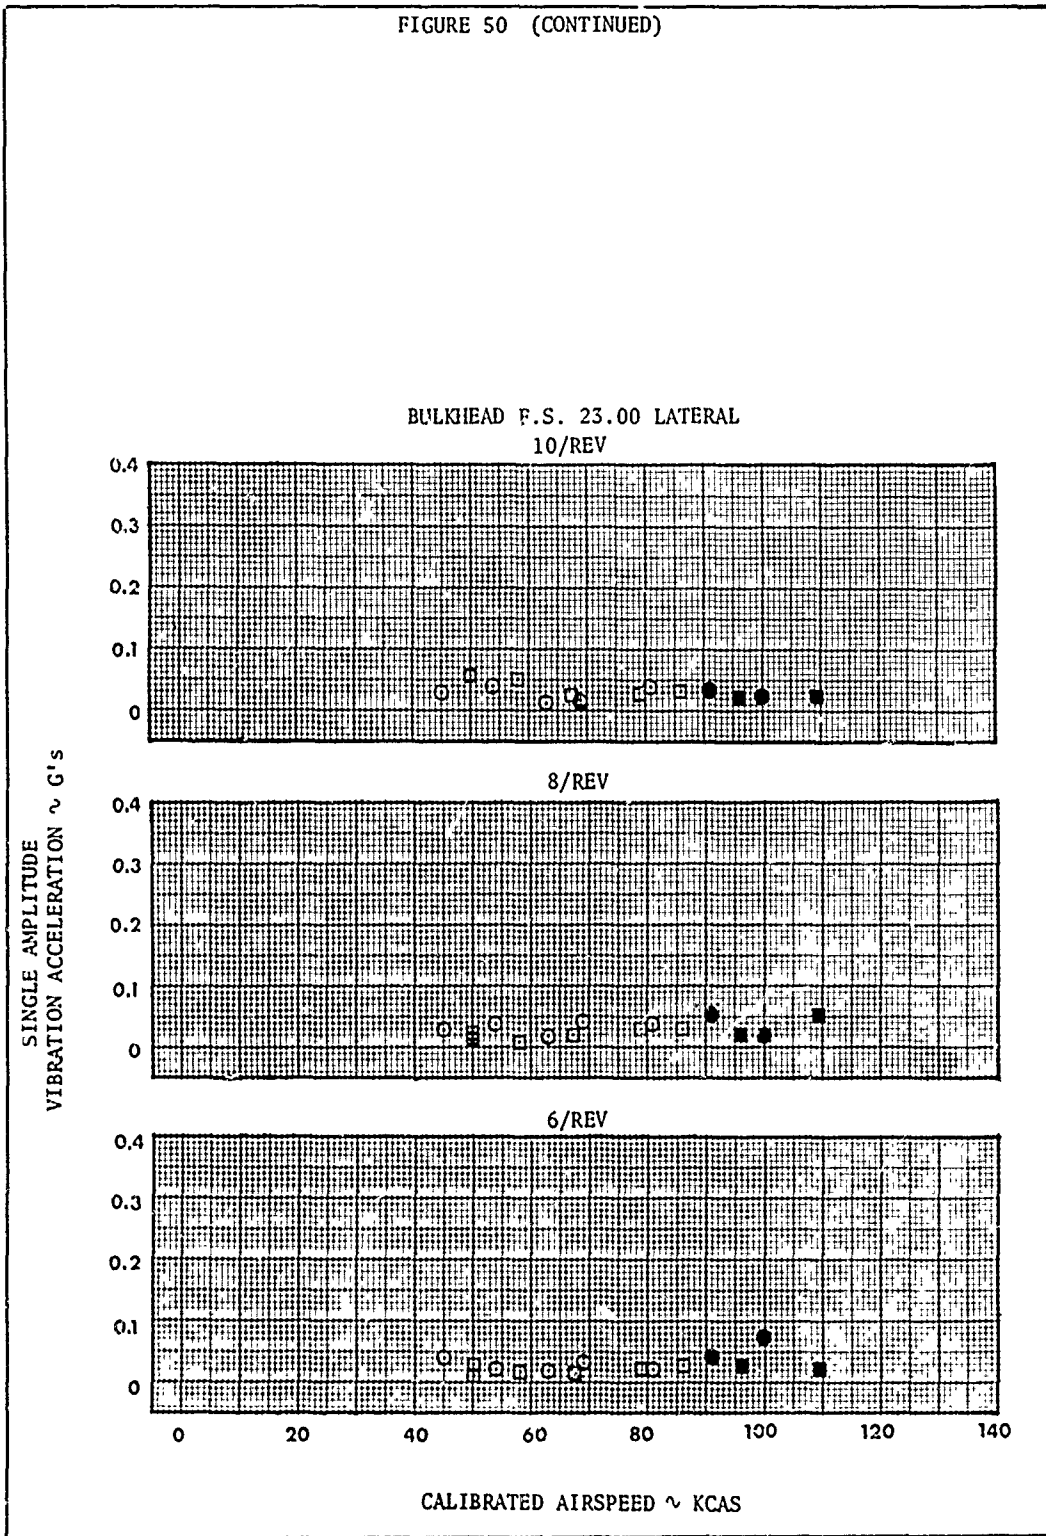 FIGURE 50 (CONTINUED)
BULKHEAD F.S. 23.00 LATERAL
10/REV
0.4
0.3
0.2
0.1
0
8/REV
0.4
0.3
0.2
0.1
0
6/REV
0.4
0.3
0.2
0.1
0
0 20 40 60 80 100 120 140
SINGLE AMPLITUDE
VIBRATION ACCELERATION ~ G's
CALIBRATED AIRSPEED ~ KCAS